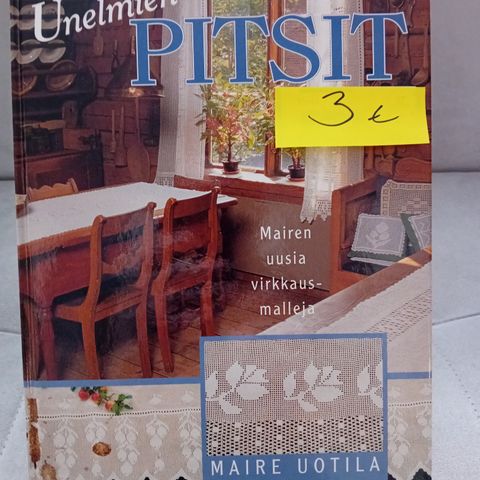 Unelmien
PITSIT
3 €
Mairen
uusia
virkkaus-
malleja
MAIRE UOTILA